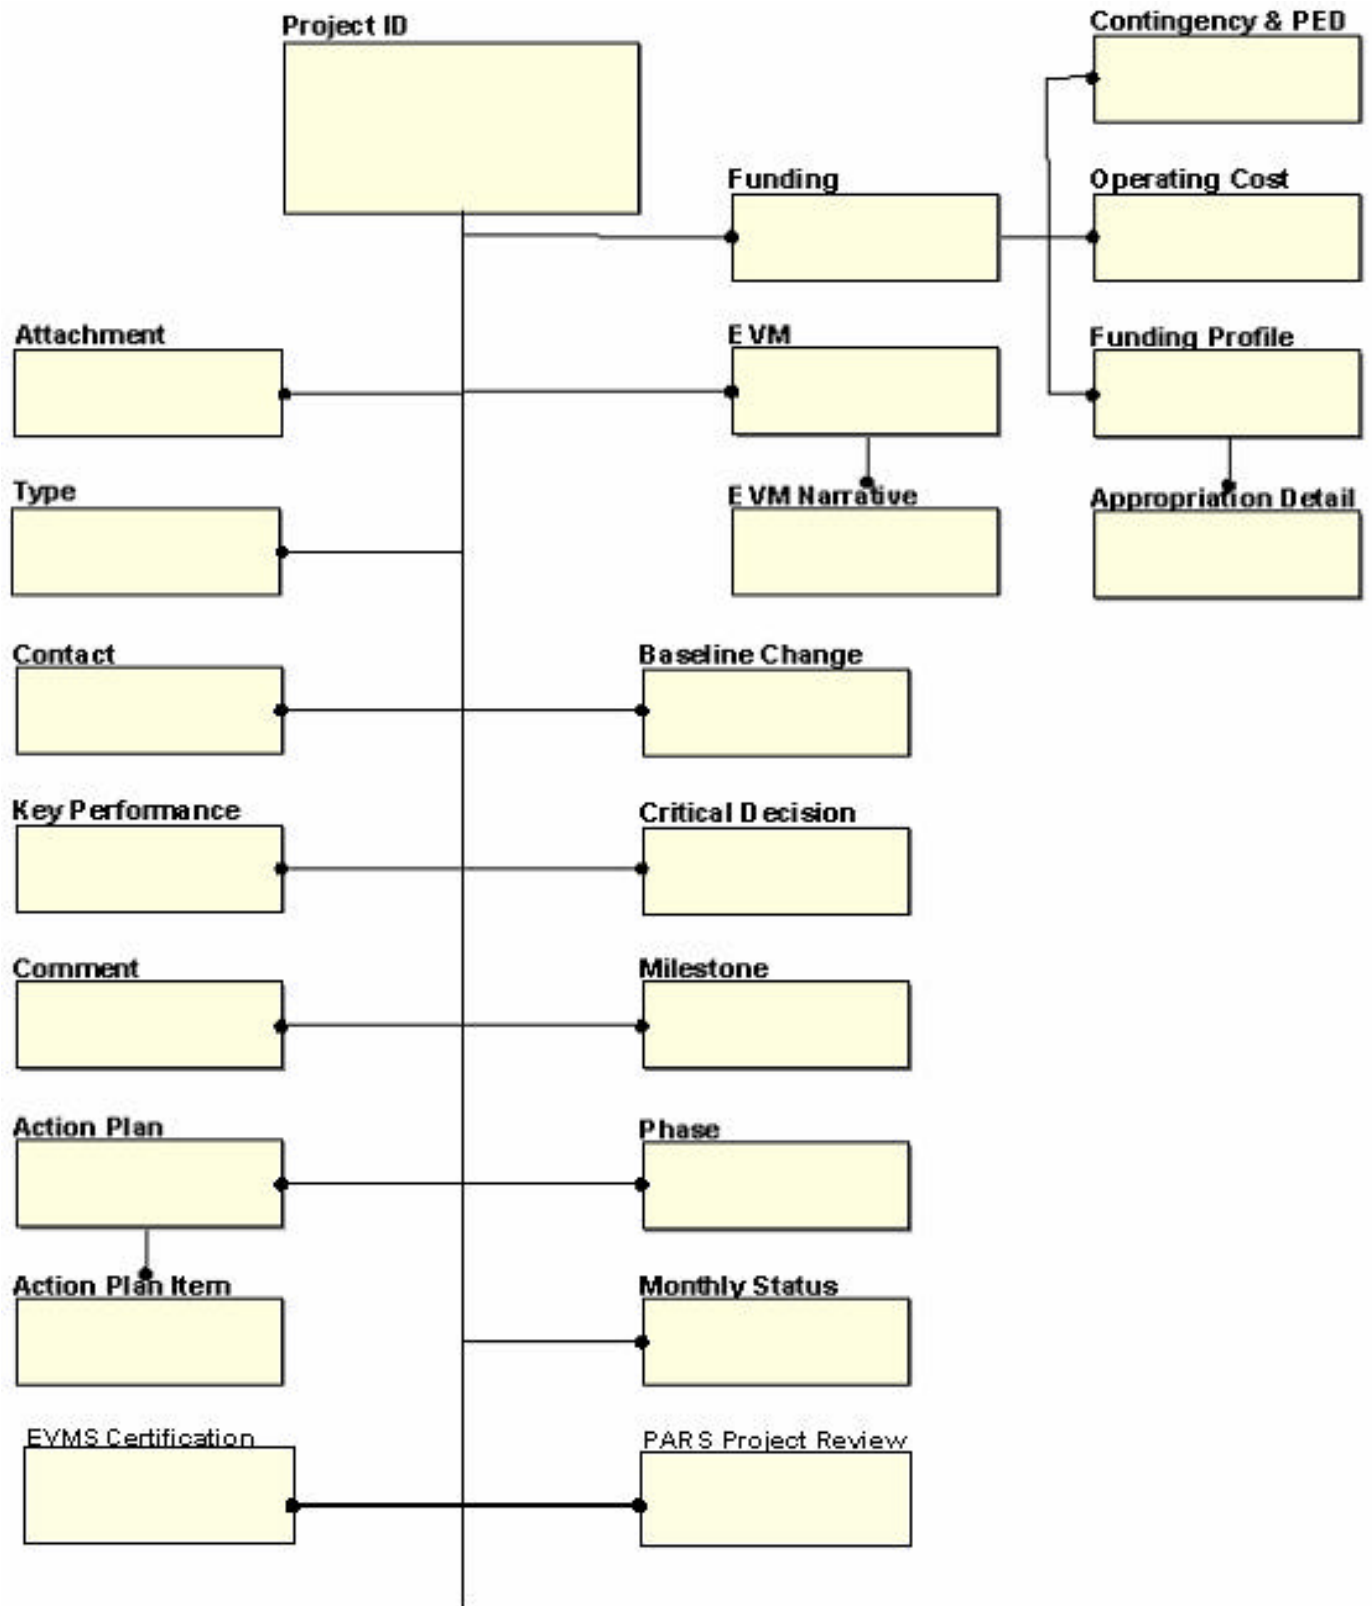 Project ID
Contingency & PED
Funding
Operating Cost
Attachment
EVM
Funding Profile
Type
EVM Narrative
Appropriation Detail
Contact
Baseline Change
Key Performance
Critical Decision
Comment
Milestone
Action Plan
Phase
Action Plan Item
Monthly Status
EVMS Certification
PARS Project Review